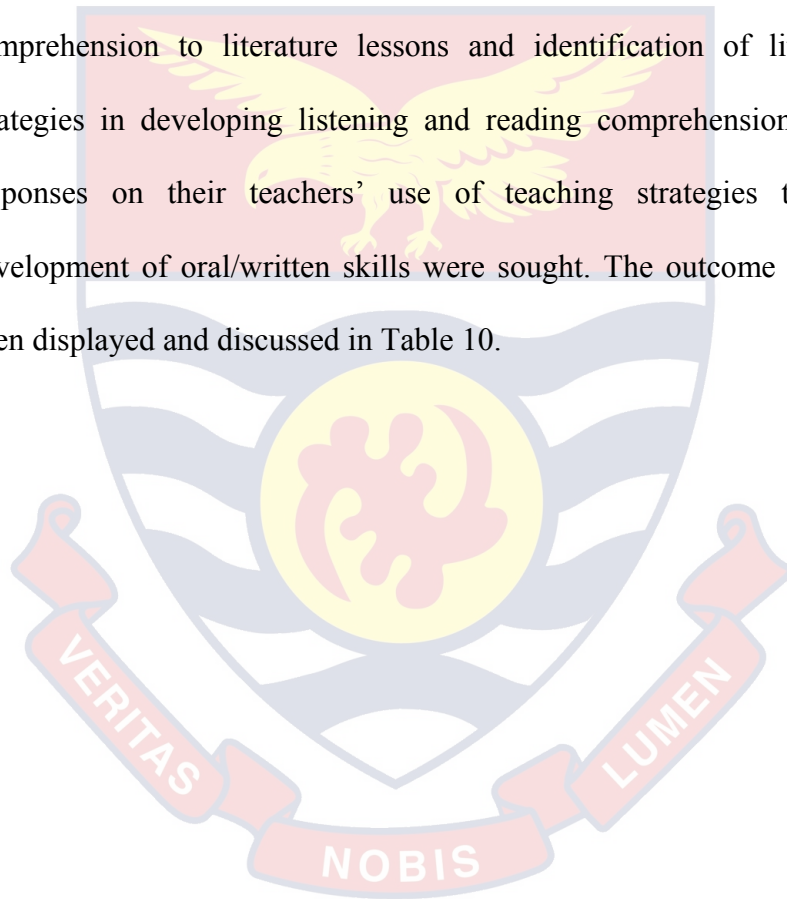 mprehension to literature lessons and identification of li
ategies in developing listening and reading comprehension
ponses on their teachers' use of teaching strategies t
velopment of oral/written skills were sought. The outcome
en displayed and discussed in Table 10.
VERITAS
NOBIS
LUMEN